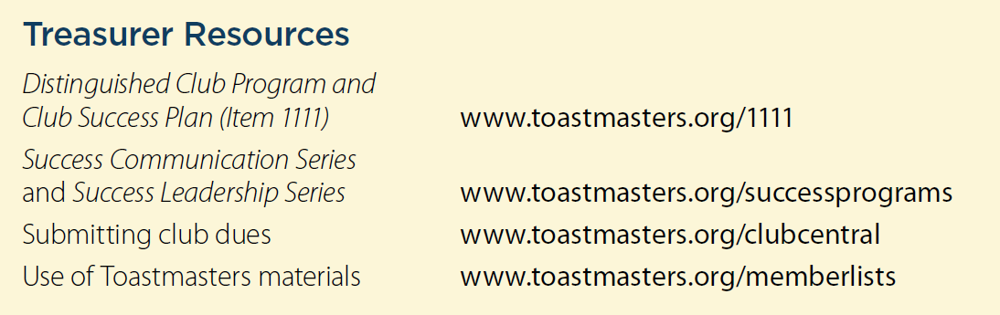 Treasurer Resources
Distinguished Club Program and
Club Success Plan (Item 1111) www.toastmasters.org/1111
Success Communication Series
and Success Leadership Series www.toastmasters.org/successprograms
Submitting club dues www.toastmasters.org/clubcentral
Use of Toastmasters materials www.toastmasters.org/memberlists